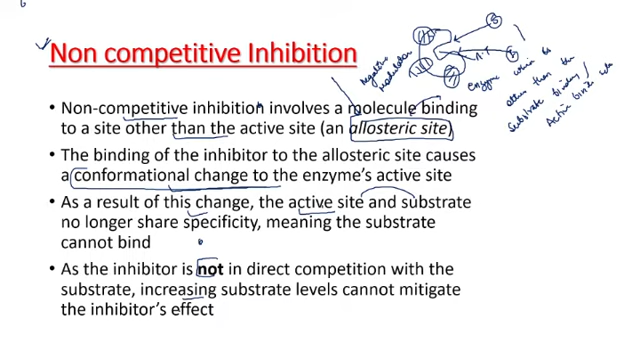 Non competitive Inhibition
Non-competitive inhibition involves a molecule binding
to a site other than the active site (an allosteric site)
The binding of the inhibitor to the allosteric site causes
a conformational change to the enzyme's active site
As a result of this change, the active site and substrate
no longer share specificity, meaning the substrate
cannot bind
As the inhibitor is not in direct competition with the
substrate, increasing substrate levels cannot mitigate
the inhibitor's effect
negative
modulator
S
enzyme which is
other than the
substrate binding
Active